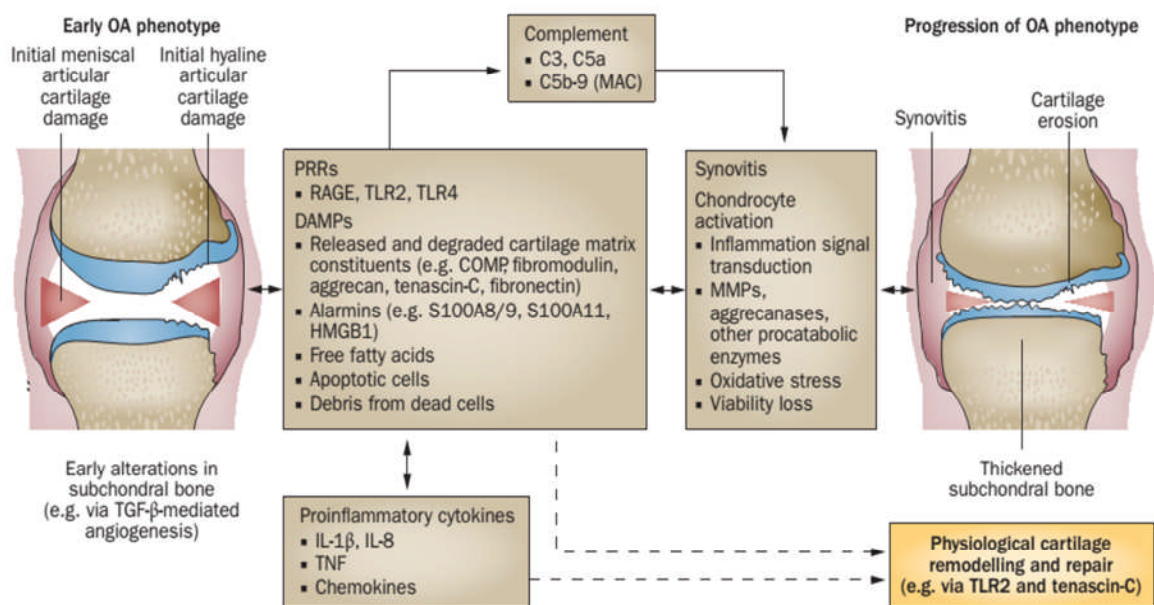 Early OA phenotype
Initial meniscal
articular
cartilage
damage
Initial hyaline
articular
cartilage
damage
Early alterations in
subchondral bone
(e.g. via TGF-β-mediated
angiogenesis)
Complement
▪ C3, C5a
▪ C5b-9 (MAC)
PRRs
▪ RAGE, TLR2, TLR4
DAMPs
▪ Released and degraded cartilage matrix
constituents (e.g. COMP, fibromodulin,
aggrecan, tenascin-C, fibronectin)
▪ Alarmins (e.g. S100A8/9, S100A11,
HMGB1)
▪ Free fatty acids
▪ Apoptotic cells
▪ Debris from dead cells
Proinflammatory cytokines
▪ IL-1β, IL-8
▪ TNF
▪ Chemokines
Synovitis
Chondrocyte
activation
▪ Inflammation signal
transduction
▪ MMPs,
aggrecanases,
other procatabolic
enzymes
▪ Oxidative stress
▪ Viability loss
Progression of OA phenotype
Synovitis
Cartilage
erosion
Thickened
subchondral bone
Physiological cartilage
remodelling and repair
(e.g. via TLR2 and tenascin-C)